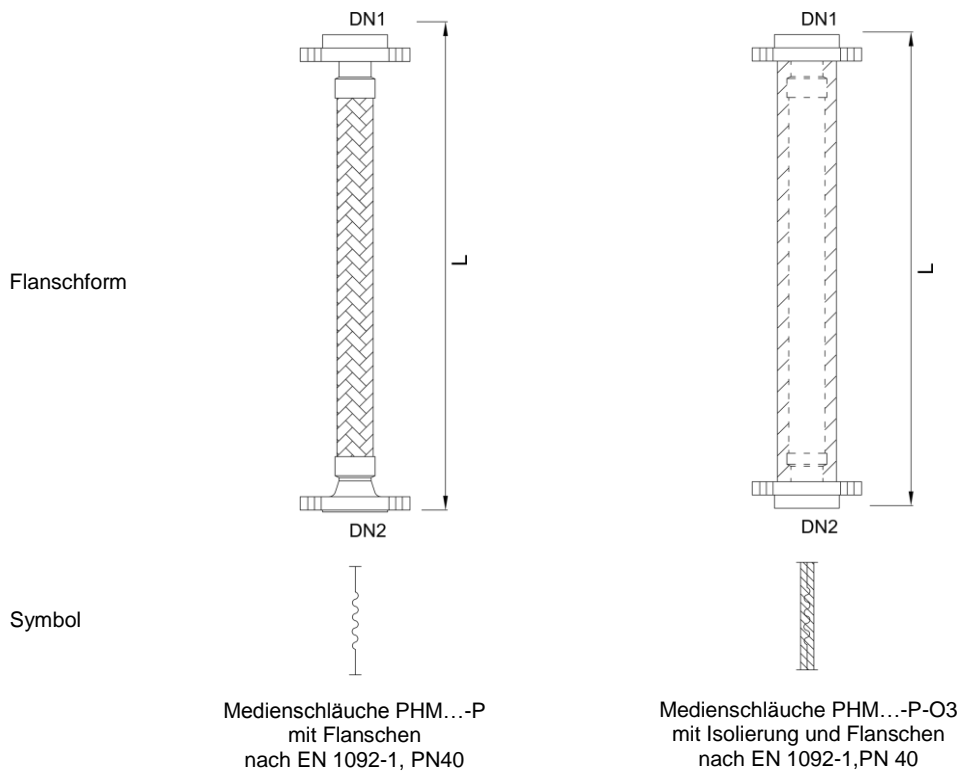 DN1
DN1
L
L
Flanschform
DN2
DN2
Symbol
Medienschläuche PHM…-P
mit Flanschen
nach EN 1092-1, PN40
Medienschläuche PHM…-P-O3
mit Isolierung und Flanschen
nach EN 1092-1,PN 40